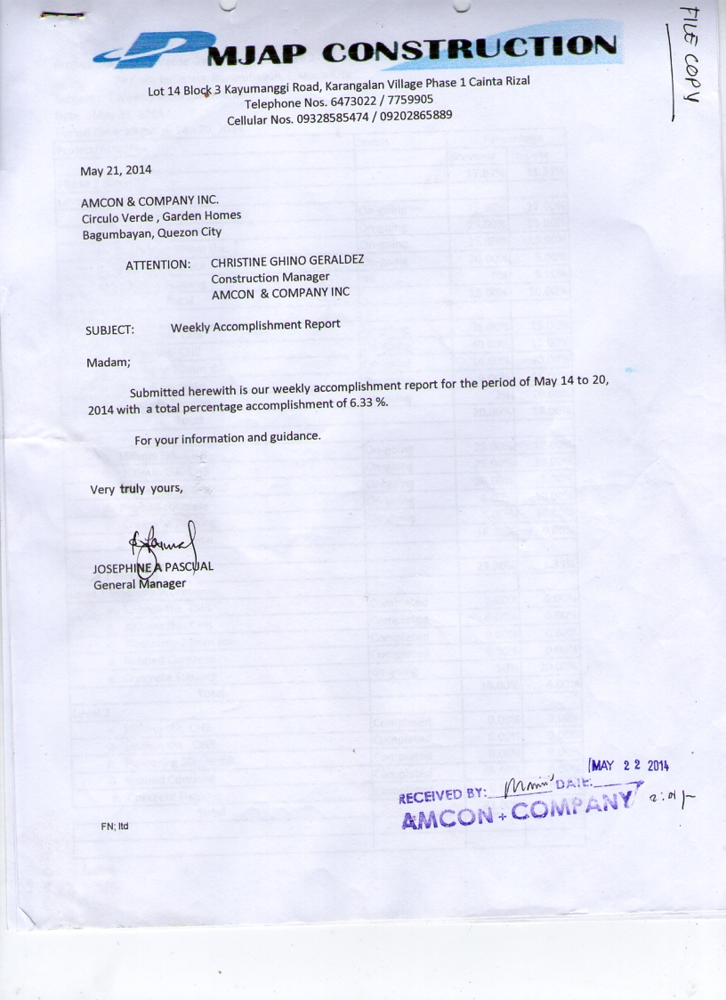 FILE COPY
MJAP CONSTRUCTION
Lot 14 Block 3 Kayumanggi Road, Karangalan Village Phase 1 Cainta Rizal
Telephone Nos. 6473022 / 7759905
Cellular Nos. 09328585474 / 09202865889
May 21, 2014
AMCON & COMPANY INC.
Circulo Verde , Garden Homes
Bagumbayan, Quezon City
ATTENTION: CHRISTINE GHINO GERALDEZ
Construction Manager
AMCON & COMPANY INC
SUBJECT: Weekly Accomplishment Report
Madam;
Submitted herewith is our weekly accomplishment report for the period of May 14 to 20,
2014 with a total percentage accomplishment of 6.33 %.
For your information and guidance.
Very truly yours,
JOSEPHINE A PASCUAL
General Manager
MAY 22 2014
RECEIVED BY: DATE:
AMCON + COMPANY
FN; ltd